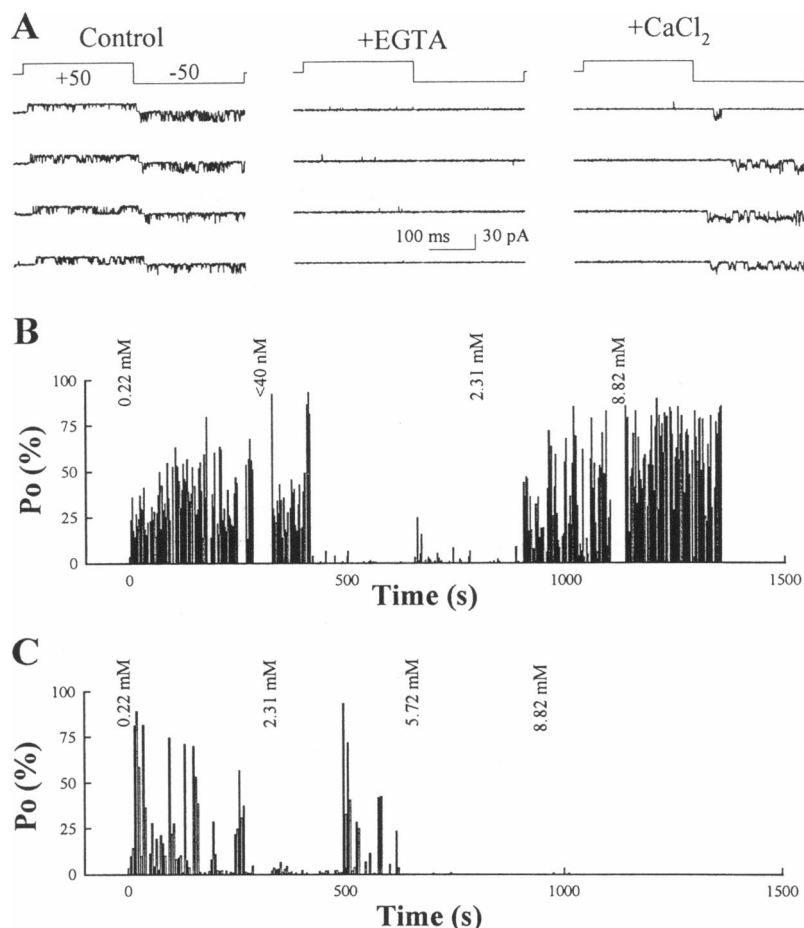 A
Control
+EGTA
+CaCl₂
+50
-50
100 ms
30 pA
B
0.22 mM
<40 nM
2.31 mM
8.82 mM
100
75
50
25
0
Po (%)
0
500
1000
1500
Time (s)
C
0.22 mM
2.31 mM
5.72 mM
8.82 mM
100
75
50
25
0
Po (%)
0
500
1000
1500
Time (s)